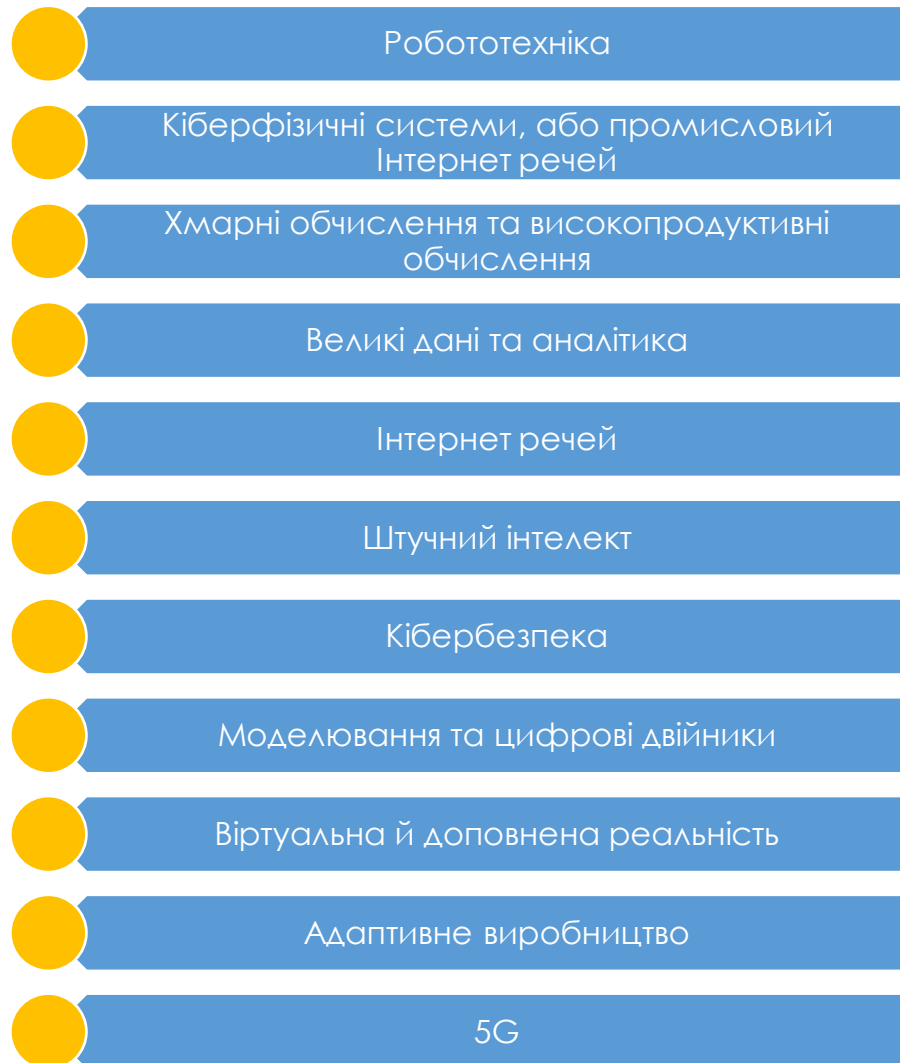 Робототехніка
Кіберфізичні системи, або промисловий
Інтернет речей
Хмарні обчислення та високопродуктивні
обчислення
Великі дані та аналітика
Інтернет речей
Штучний інтелект
Кібербезпека
Моделювання та цифрові двійники
Віртуальна й доповнена реальність
Адаптивне виробництво
5G